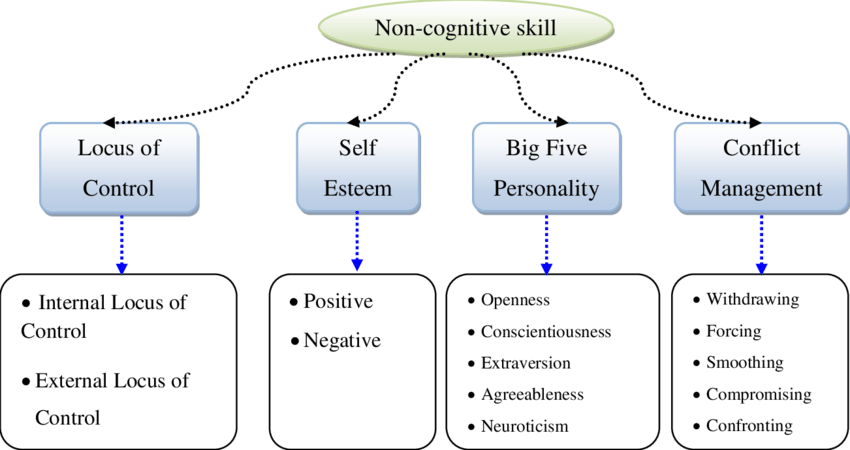 Non-cognitive skill
Locus of
Control
Self
Esteem
Big Five
Personality
Conflict
Management
• Internal Locus of
Control
• External Locus of
Control
• Positive
• Negative
• Openness
• Conscientiousness
• Extraversion
• Agreeableness
• Neuroticism
• Withdrawing
• Forcing
• Smoothing
• Compromising
• Confronting